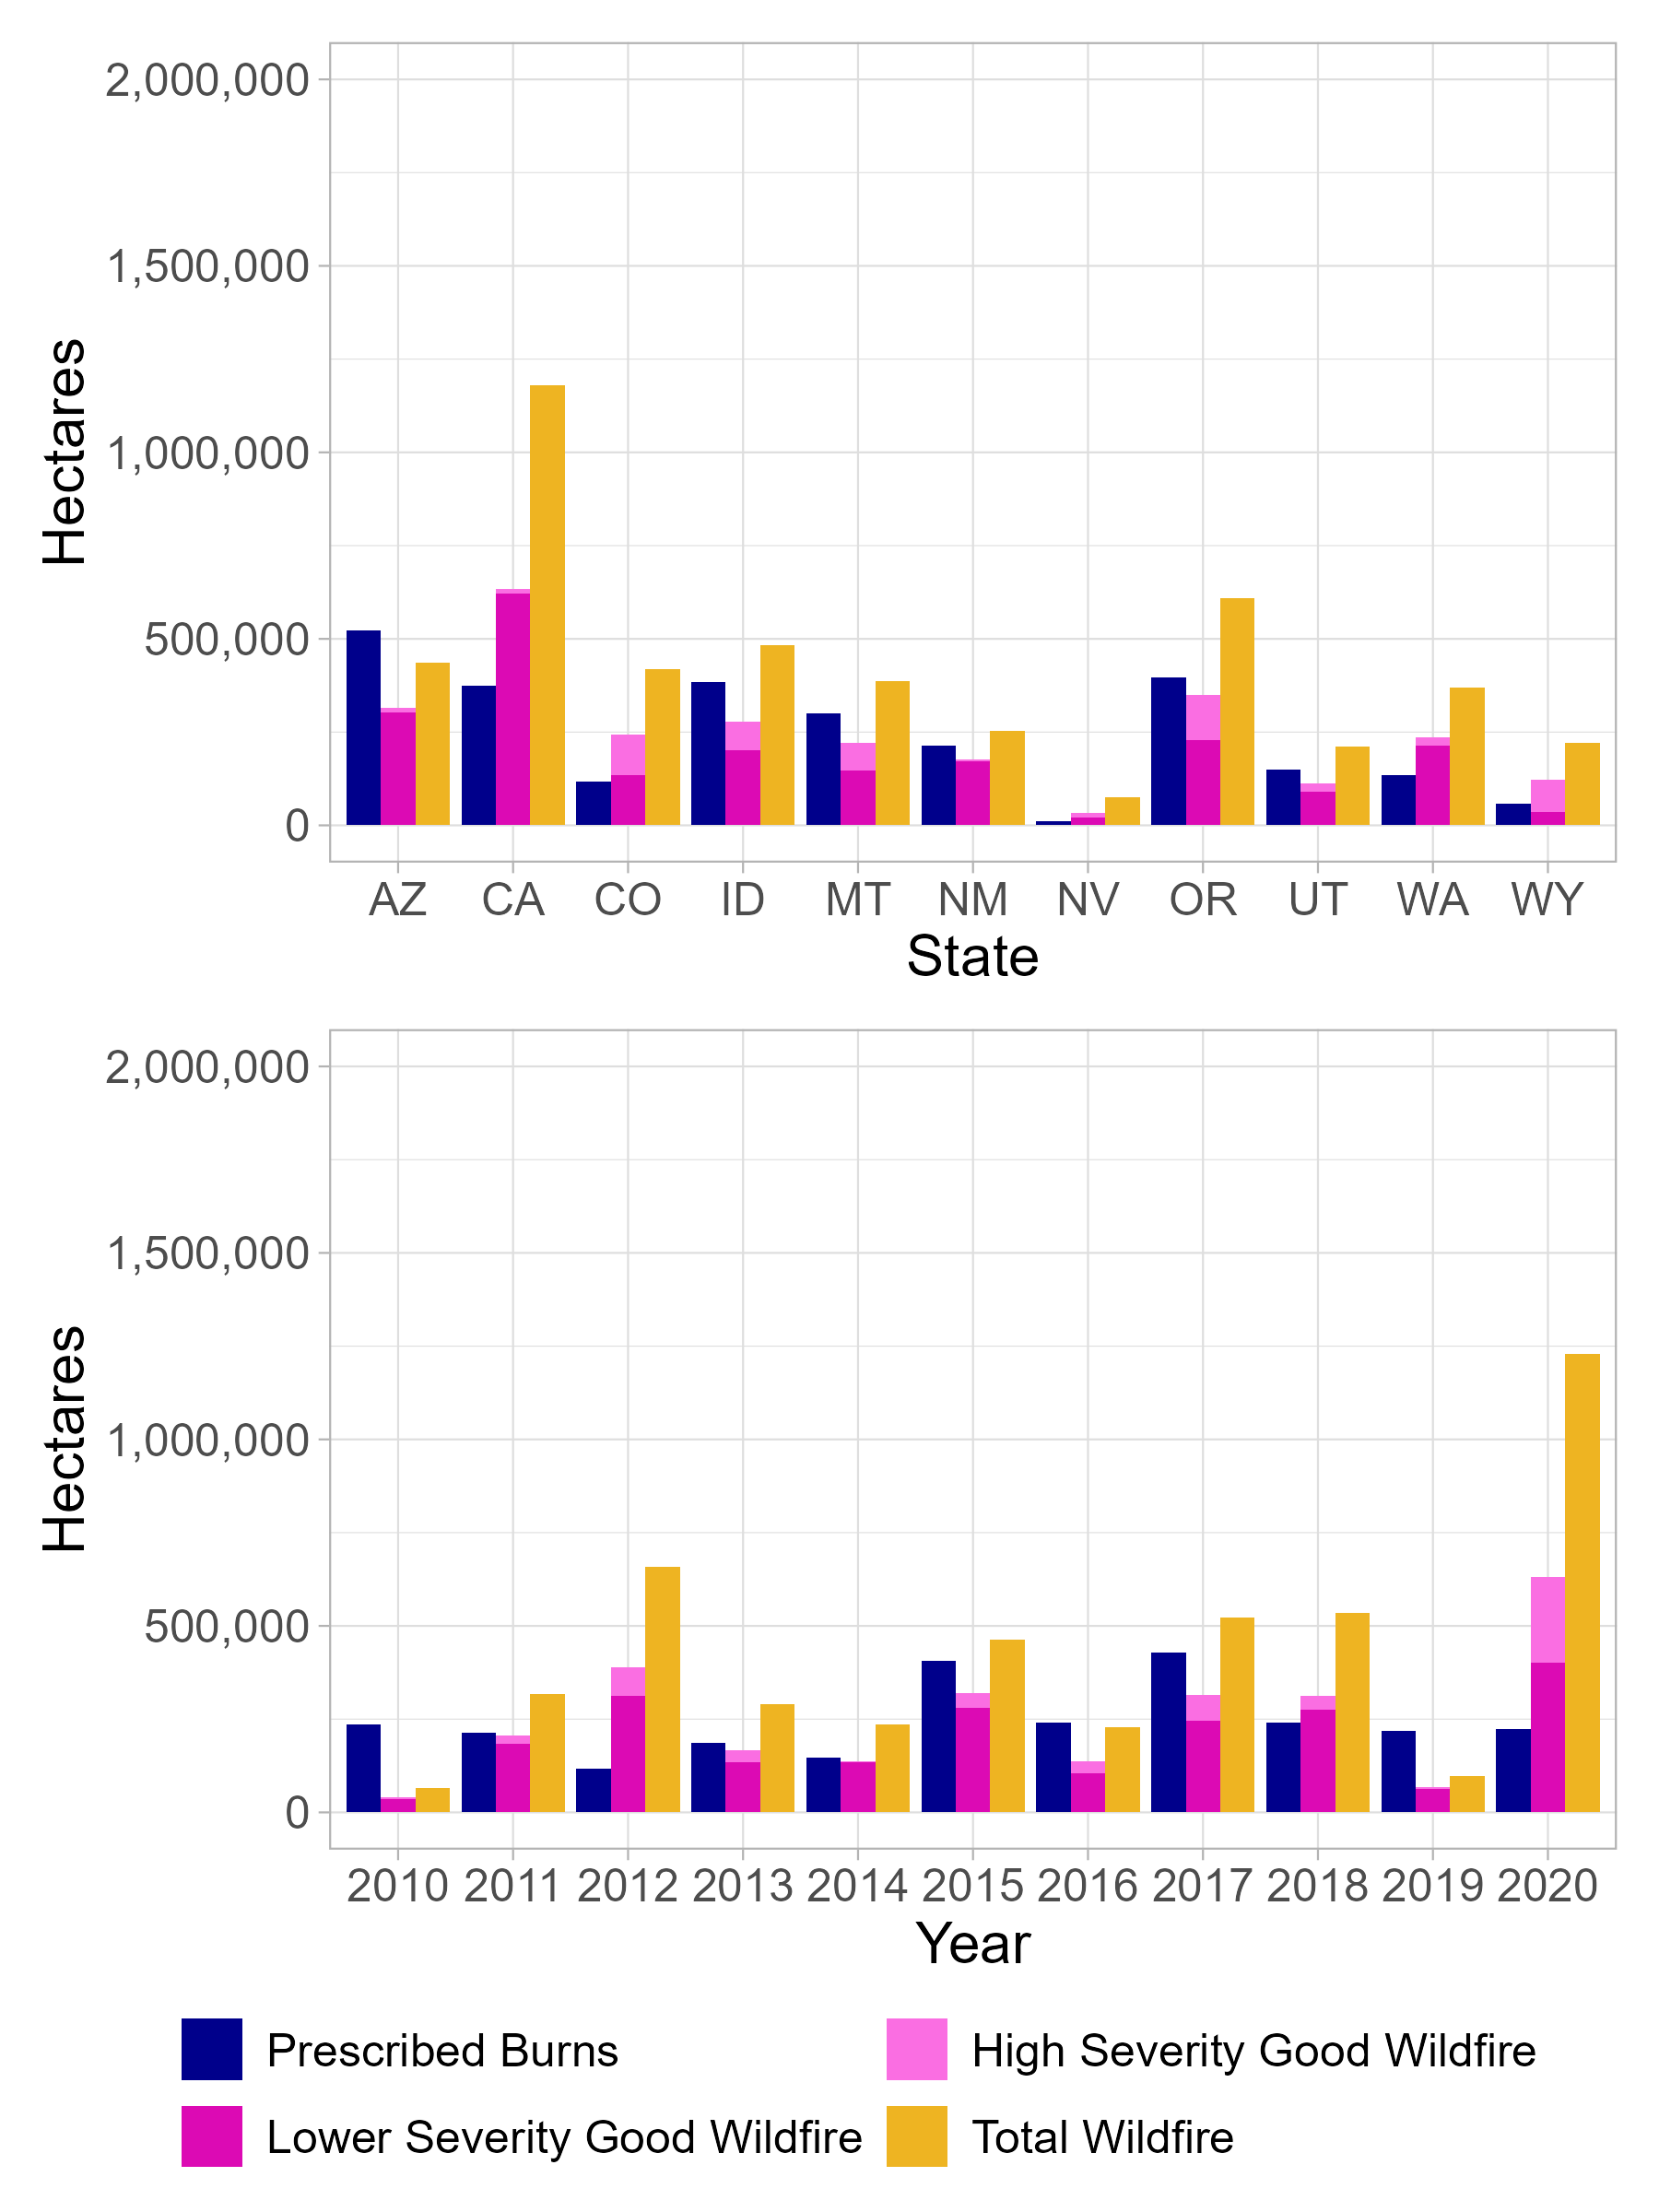 2,000,000
1,500,000
1,000,000
500,000
0
Hectares
AZ CA CO ID MT NM NV OR UT WA WY
State
2,000,000
1,500,000
1,000,000
500,000
0
Hectares
2010 2011 2012 2013 2014 2015 2016 2017 2018 2019 2020
Year
Prescribed Burns
High Severity Good Wildfire
Lower Severity Good Wildfire
Total Wildfire